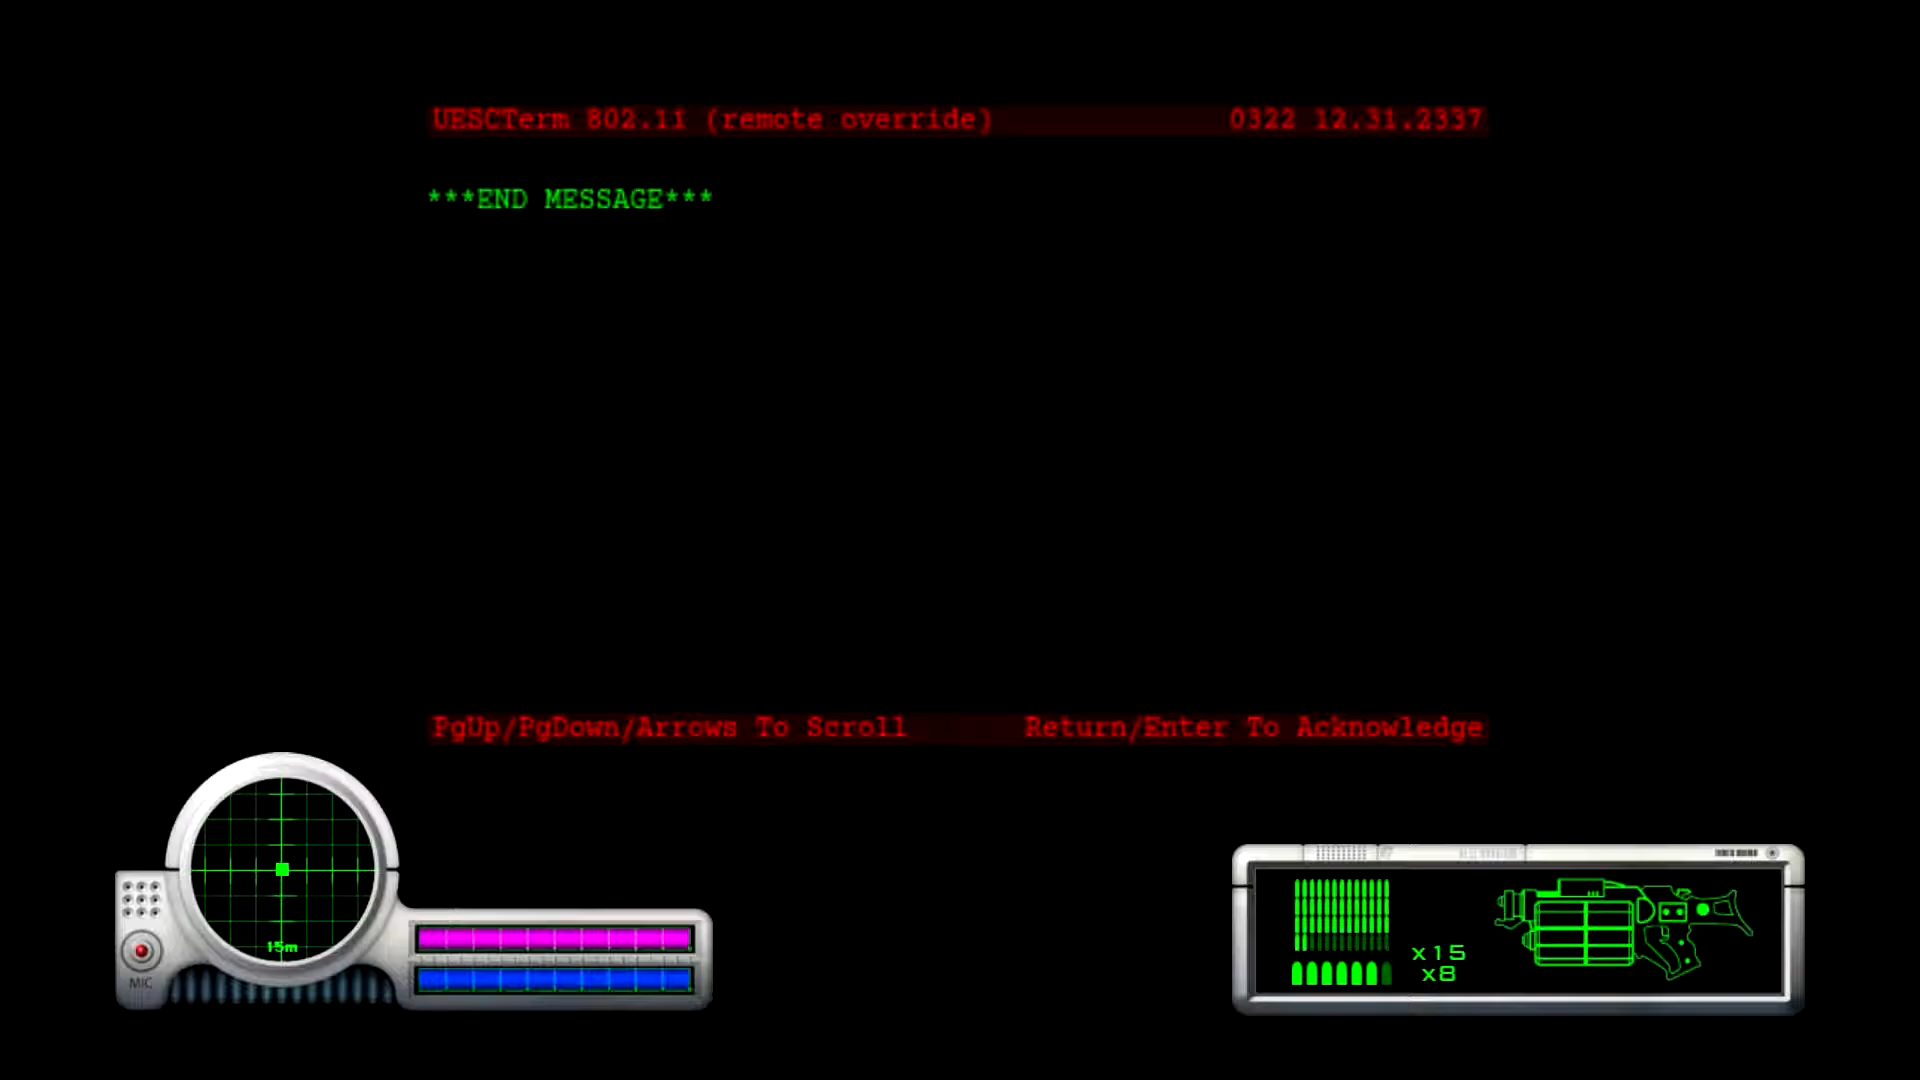 UESCTerm 802.11 (remote override) 0322 12.31.2337
***END MESSAGE***
PgUp/PgDown/Arrows To Scroll Return/Enter To Acknowledge
15m
MIC
x15
x8